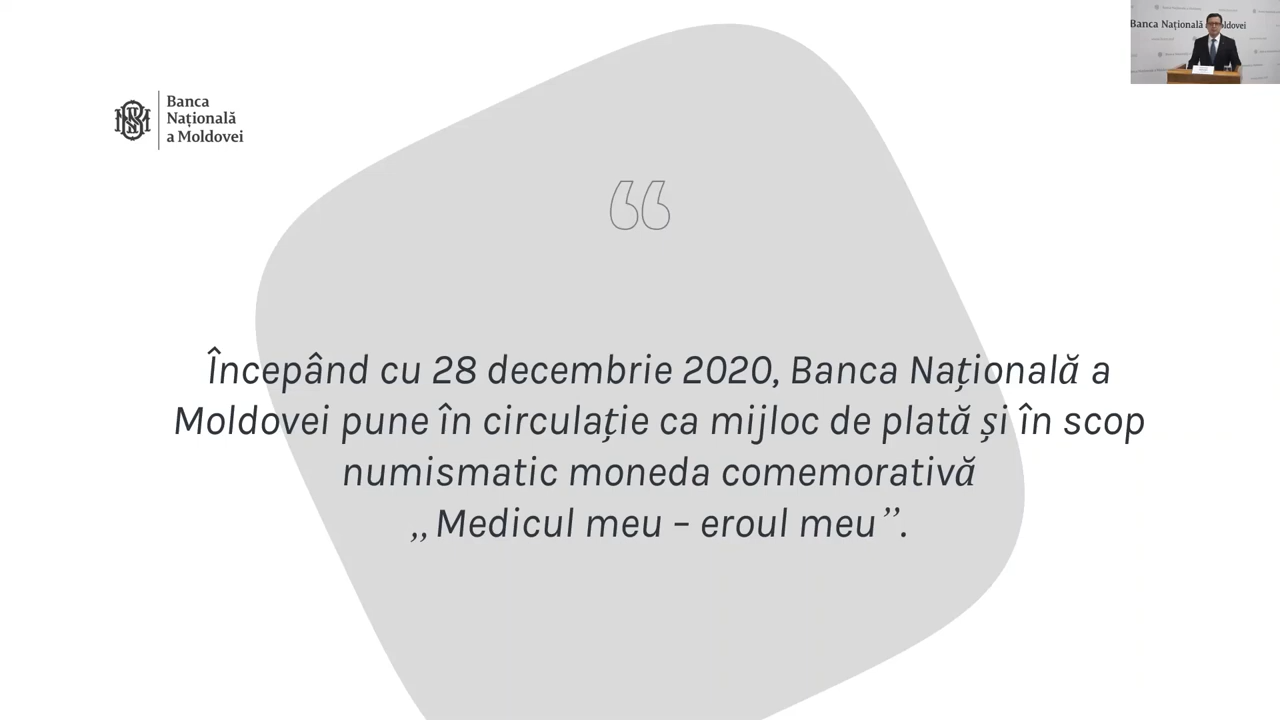 Banca Națională
Banca
Națională
a Moldovei
“
Începând cu 28 decembrie 2020, Banca Națională a
Moldovei pune în circulație ca mijloc de plată și în scop
numismatic moneda comemorativă
„Medicul meu – eroul meu”.